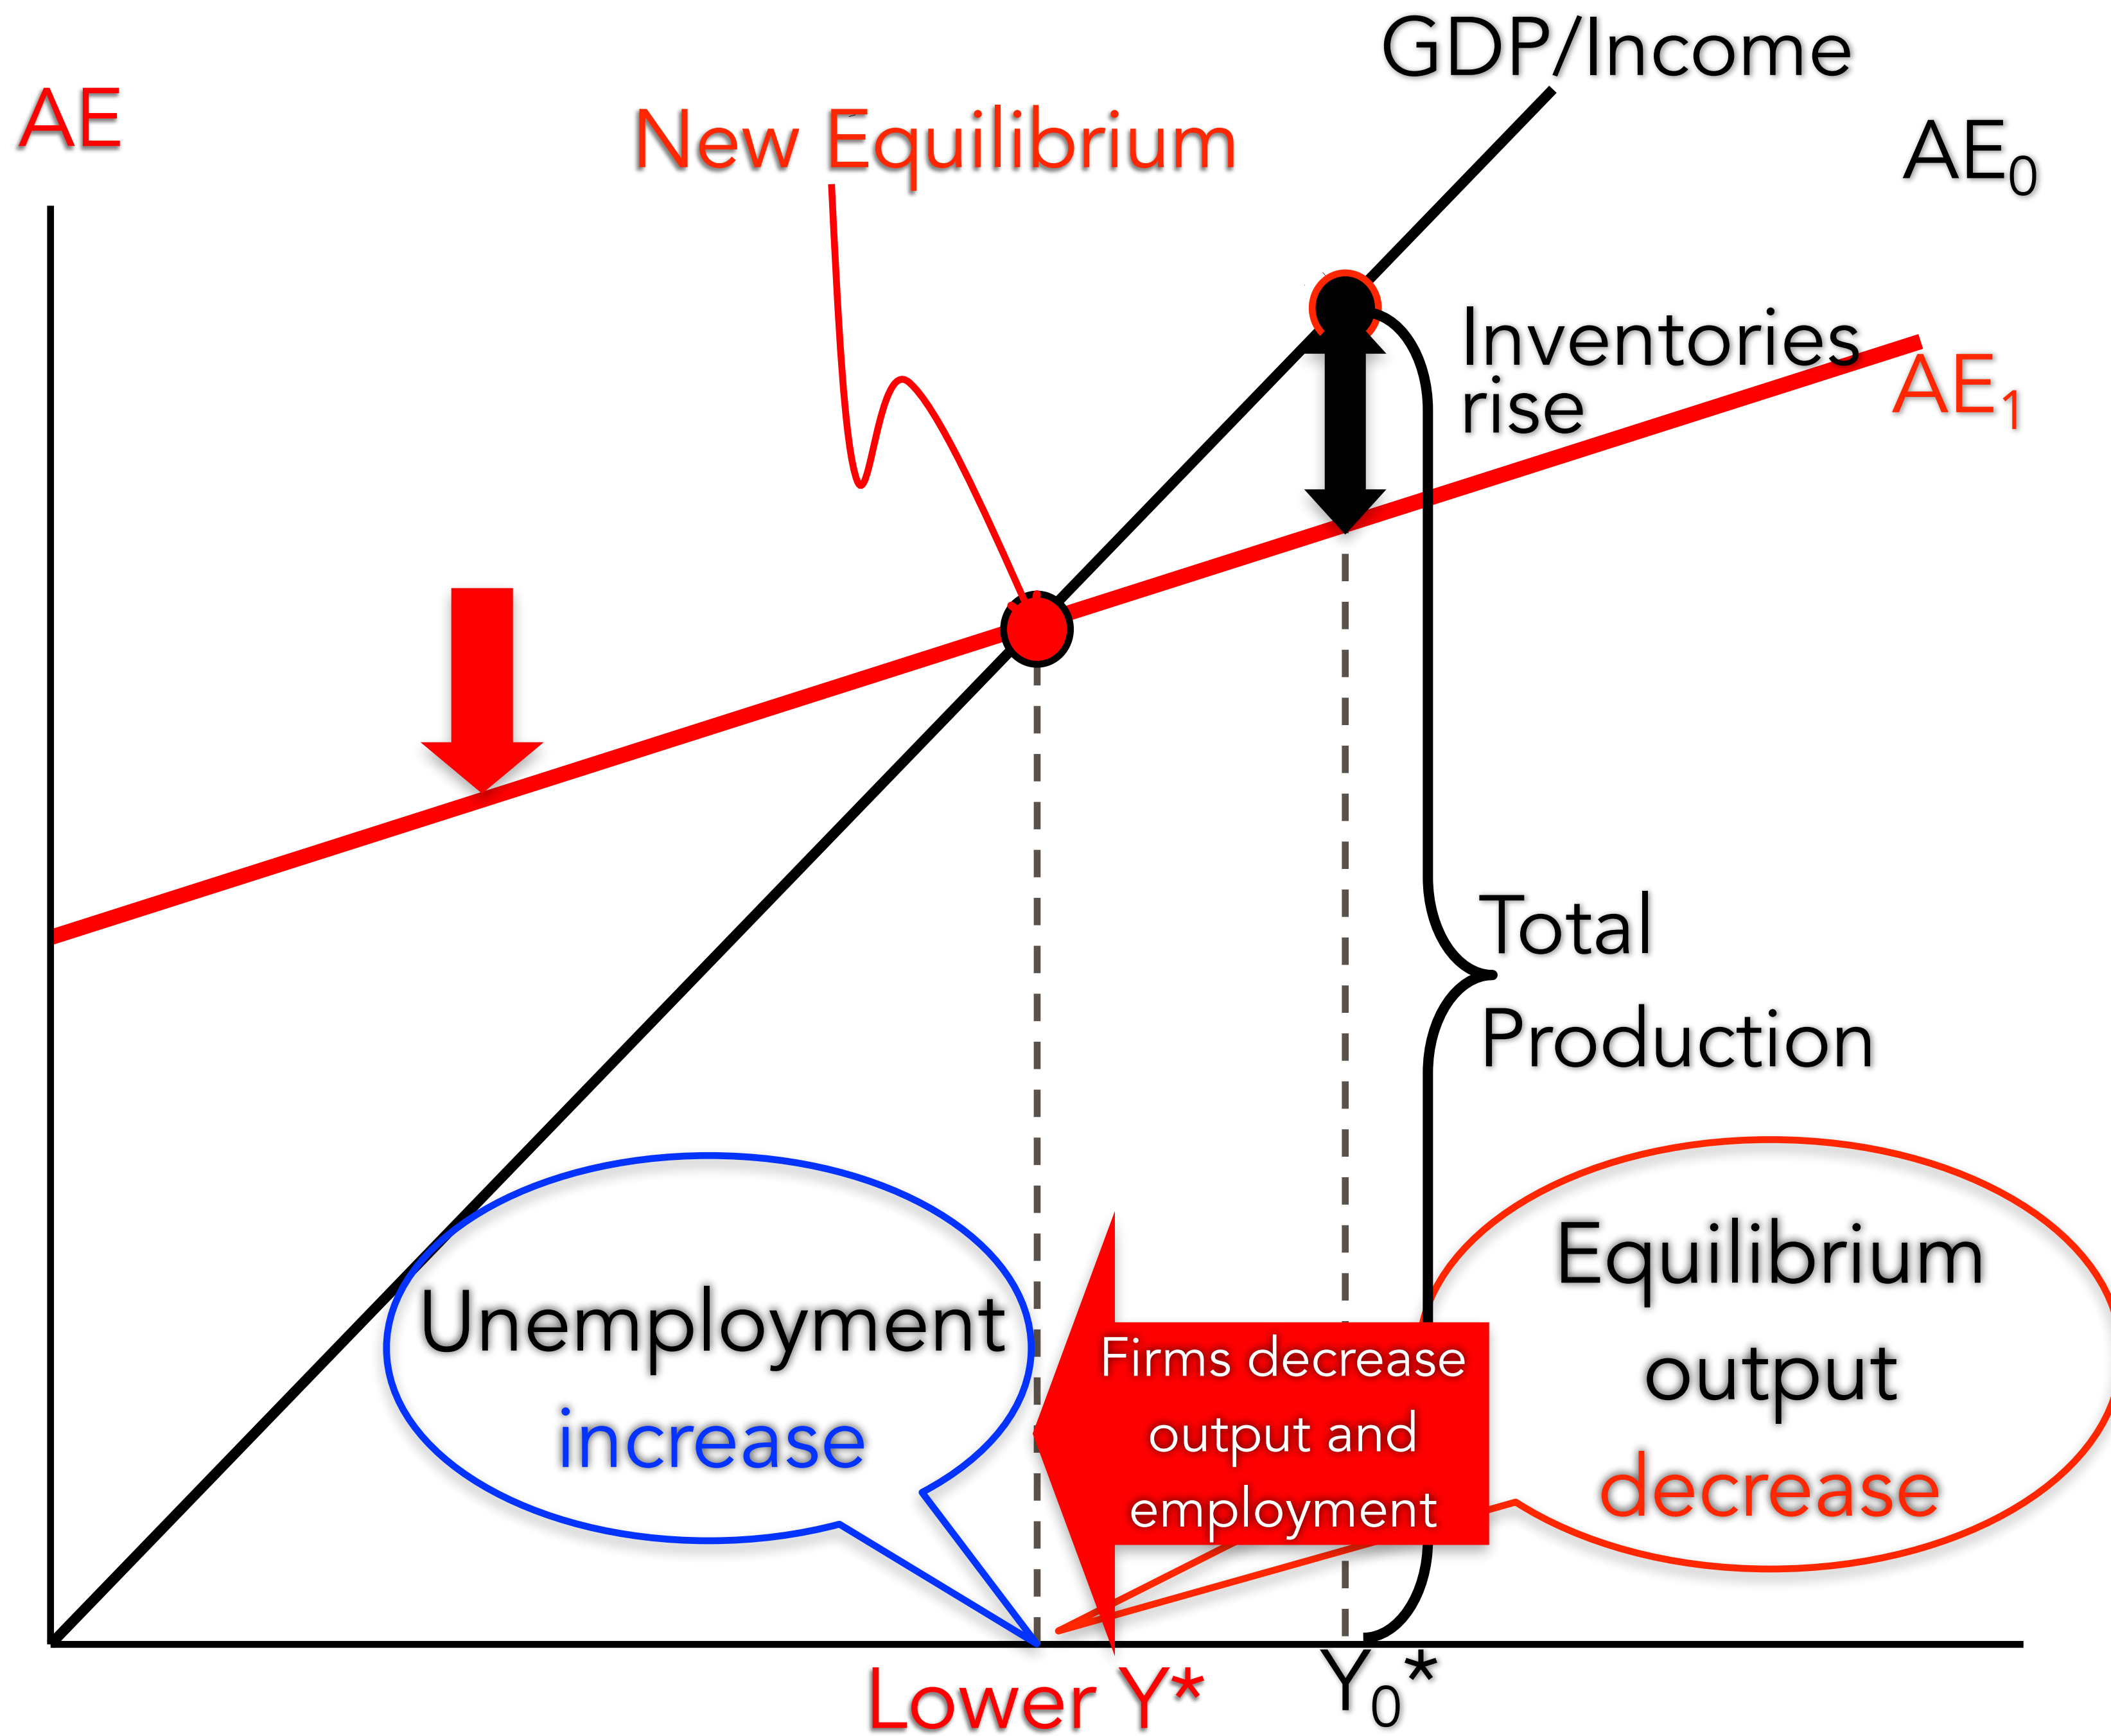 GDP/Income
AE
New Equilibrium
AE₀
Inventories
rise
AE₁
Total
Production
Unemployment
increase
Firms decrease
output and
employment
Equilibrium
output
decrease
Lower Y*
Y₀*